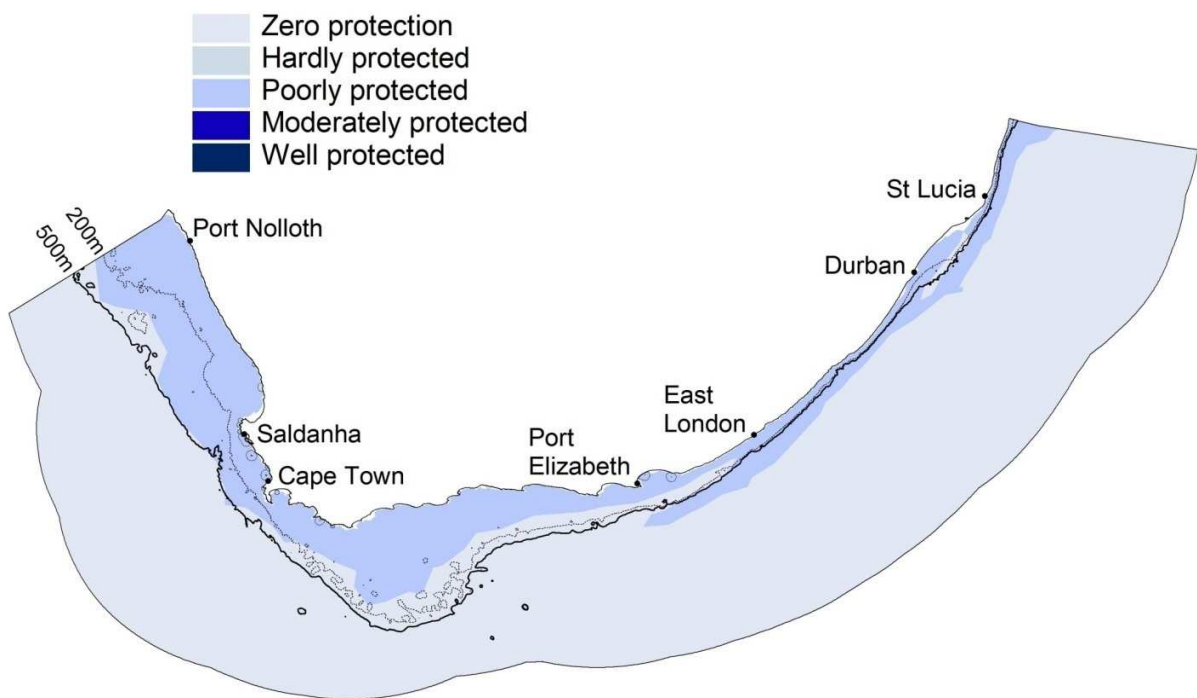 Zero protection
Hardly protected
Poorly protected
Moderately protected
Well protected
St Lucia
200m
500m
Port Nolloth
Durban
East
London
Saldanha
Port
Elizabeth
Cape Town